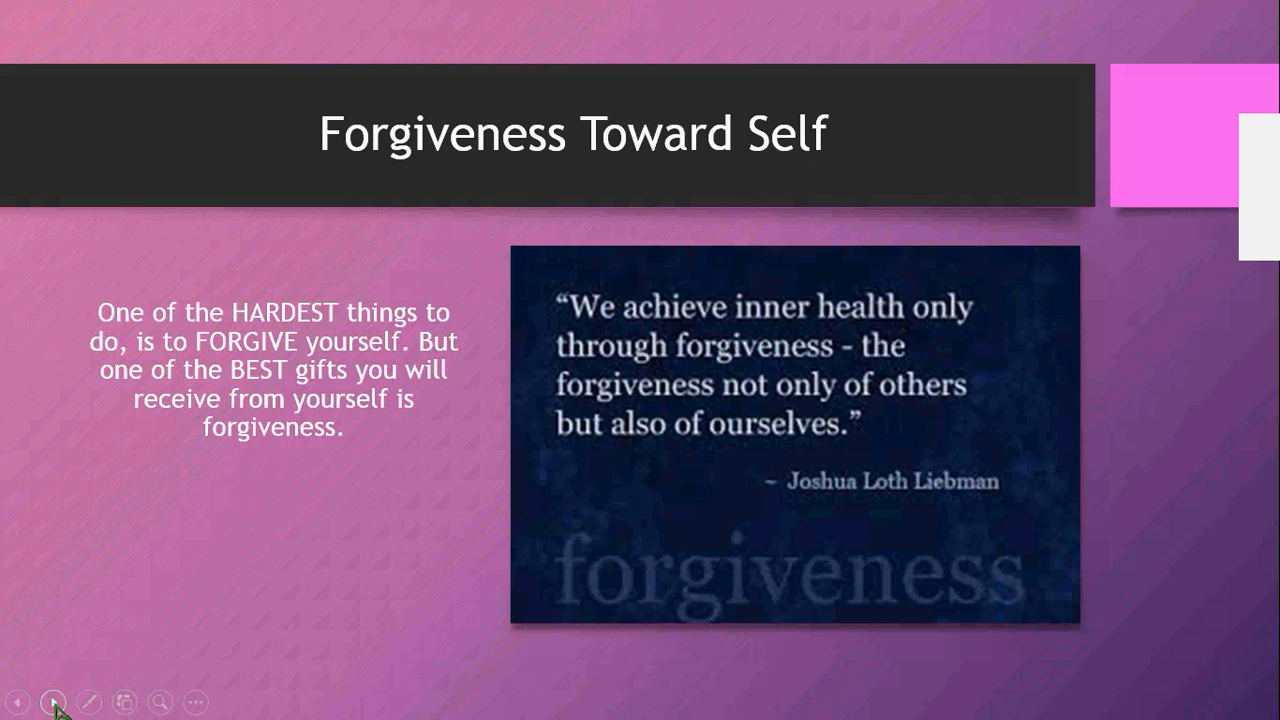 Forgiveness Toward Self
One of the HARDEST things to
do, is to FORGIVE yourself. But
one of the BEST gifts you will
receive from yourself is
forgiveness.
“We achieve inner health only
through forgiveness - the
forgiveness not only of others
but also of ourselves.”
~ Joshua Loth Liebman
forgiveness